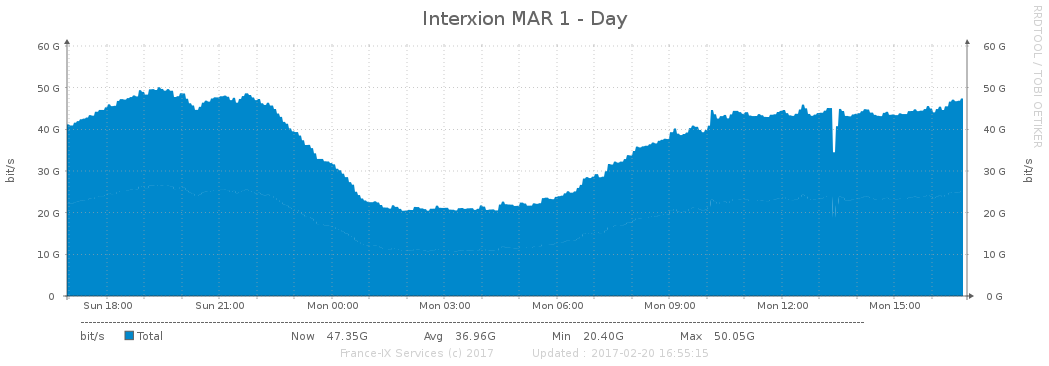 Interxion MAR 1 - Day
RRDTOOL / TOBI OETIKER
60 G 60 G
50 G 50 G
40 G 40 G
30 G 30 G
20 G 20 G
10 G 10 G
0 0 G
bit/s bit/s
Sun 18:00 Sun 21:00 Mon 00:00 Mon 03:00 Mon 06:00 Mon 09:00 Mon 12:00 Mon 15:00
bit/s Total Now 47.35G Avg 36.96G Min 20.40G Max 50.05G
France-IX Services (c) 2017 Updated : 2017-02-20 16:55:15